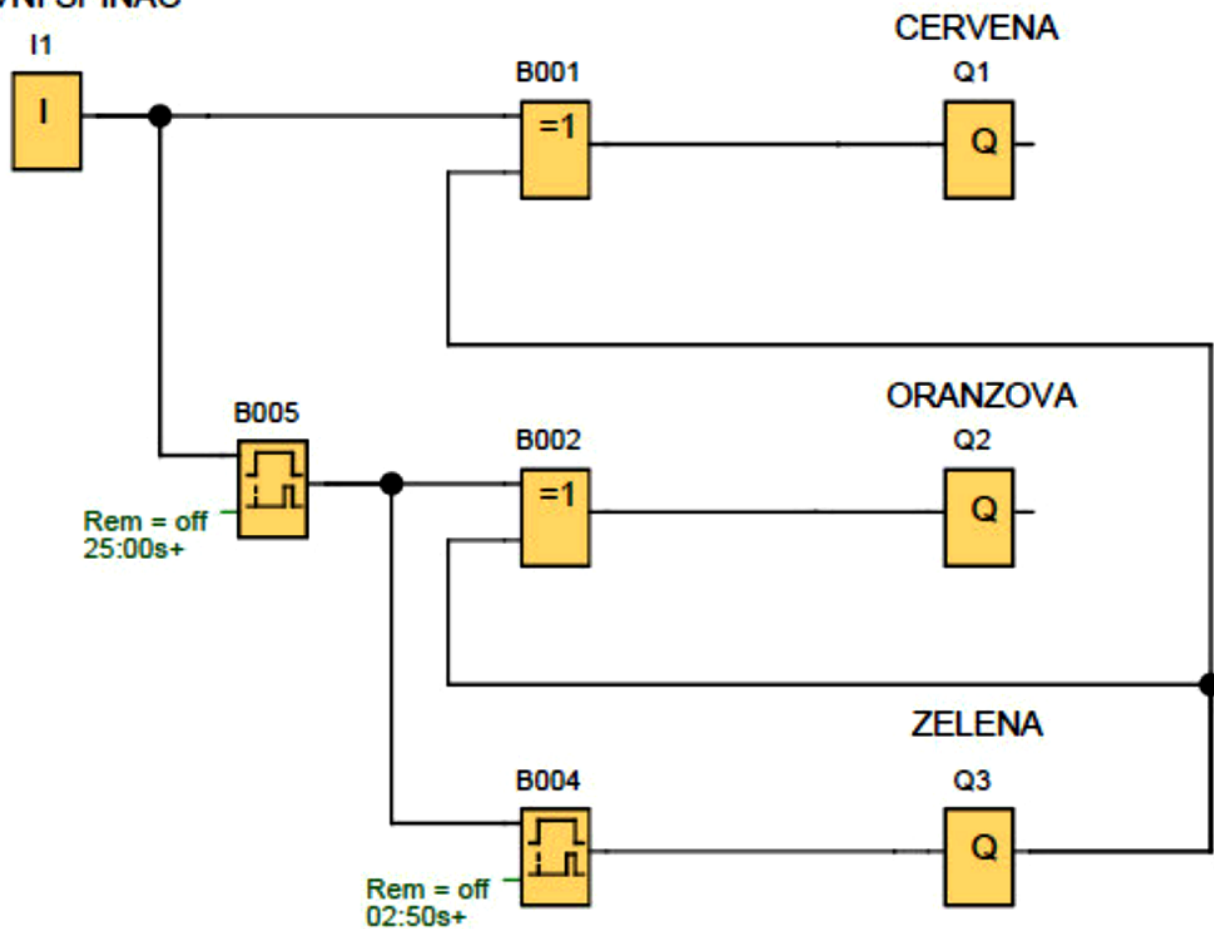 I1
I
B001
=1
CERVENA
Q1
Q
B005
Rem = off
25:00s+
B002
=1
ORANZOVA
Q2
Q
ZELENA
B004
Rem = off
02:50s+
Q3
Q